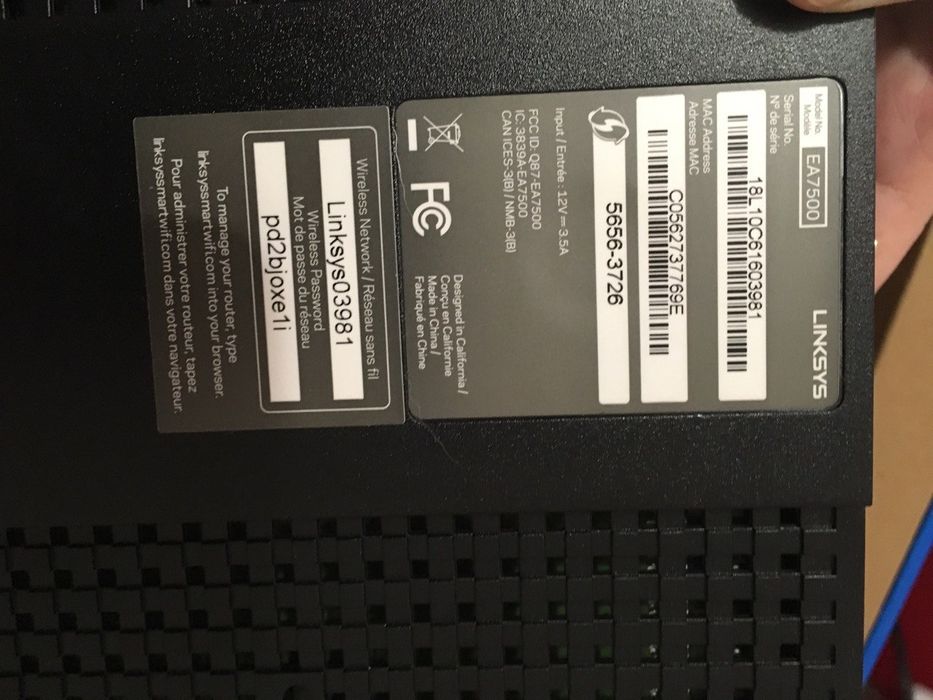 Model No.
Modèle
EA7500
LINKSYS
Serial No.
N° de série
18L10C61603981
MAC Address
Adresse MAC
C0562737769E
5656-3726
Input / Entrée : 12V⎓3.5A
FCC ID: Q87-EA7500
IC: 3839A-EA7500
CAN ICES-3(B) / NMB-3(B)
FC
Designed in California /
Conçu en Californie
Made in China /
Fabriqué en Chine
Wireless Network / Réseau sans fil
Linksys03981
Wireless Password
Mot de passe du réseau
pd2bjoxe1i
To manage your router, type
linksyssmartwifi.com into your browser.
Pour administrer votre routeur, tapez
linksyssmartwifi.com dans votre navigateur.